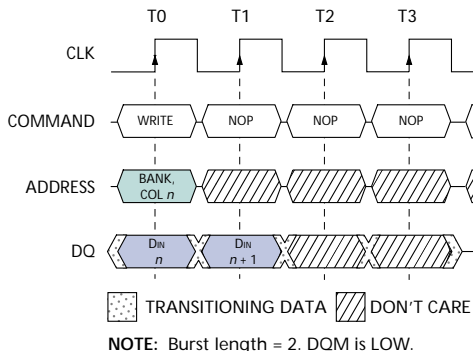 T0 T1 T2 T3
CLK
COMMAND WRITE NOP NOP NOP
ADDRESS BANK, COL n
DQ DIN n DIN n + 1
TRANSITIONING DATA DON'T CARE
NOTE: Burst length = 2. DQM is LOW.